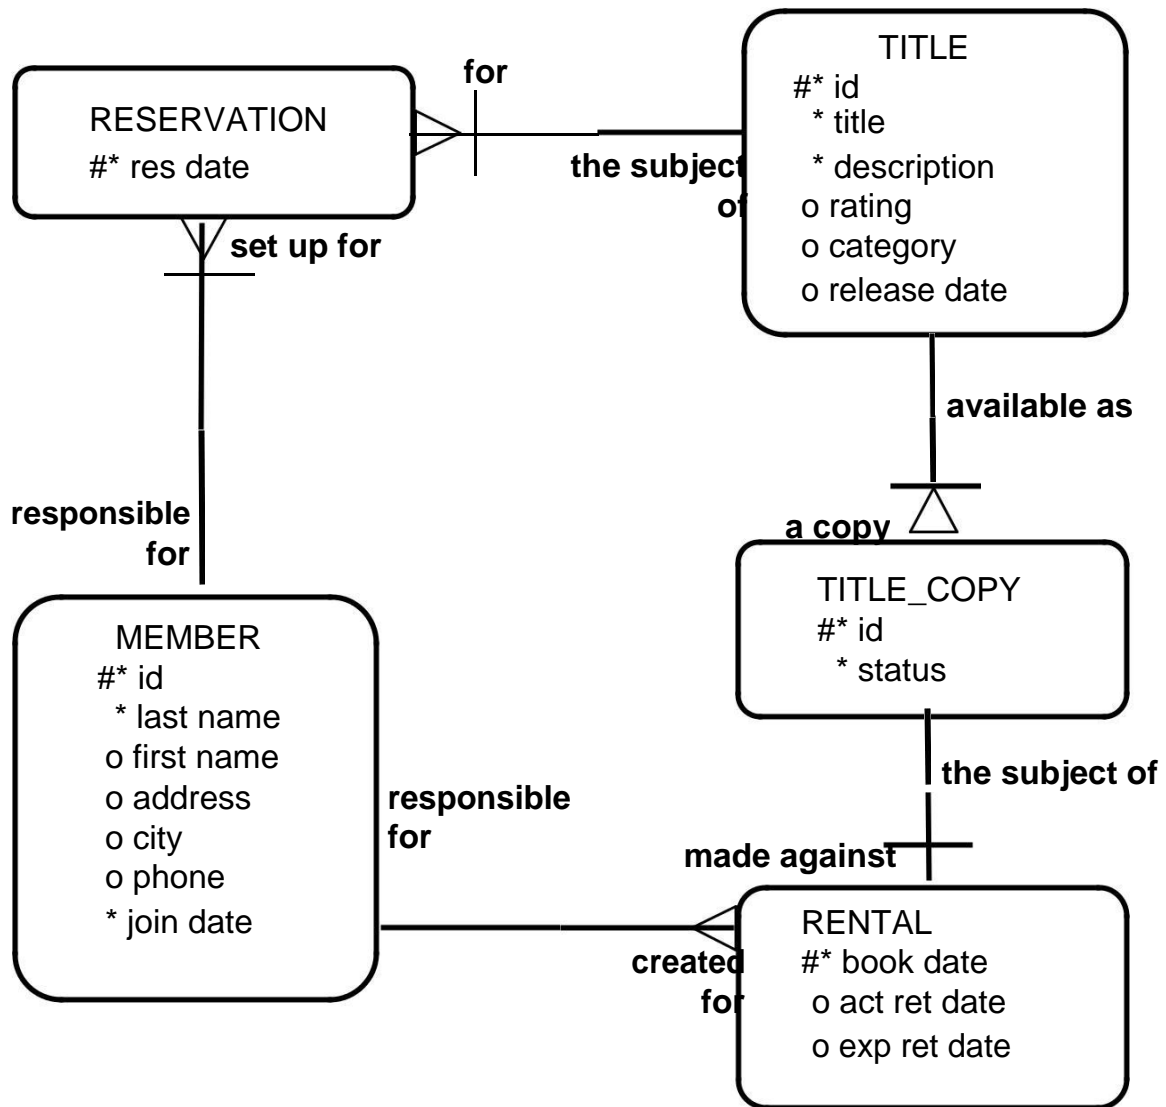 TITLE
#* id
* title
* description
o rating
o category
o release date
for
RESERVATION
#* res date
the subject
of
set up for
available as
responsible
for
a copy
TITLE_COPY
#* id
* status
MEMBER
#* id
* last name
o first name
o address
o city
o phone
* join date
responsible
for
the subject of
made against
created
for
RENTAL
#* book date
o act ret date
o exp ret date